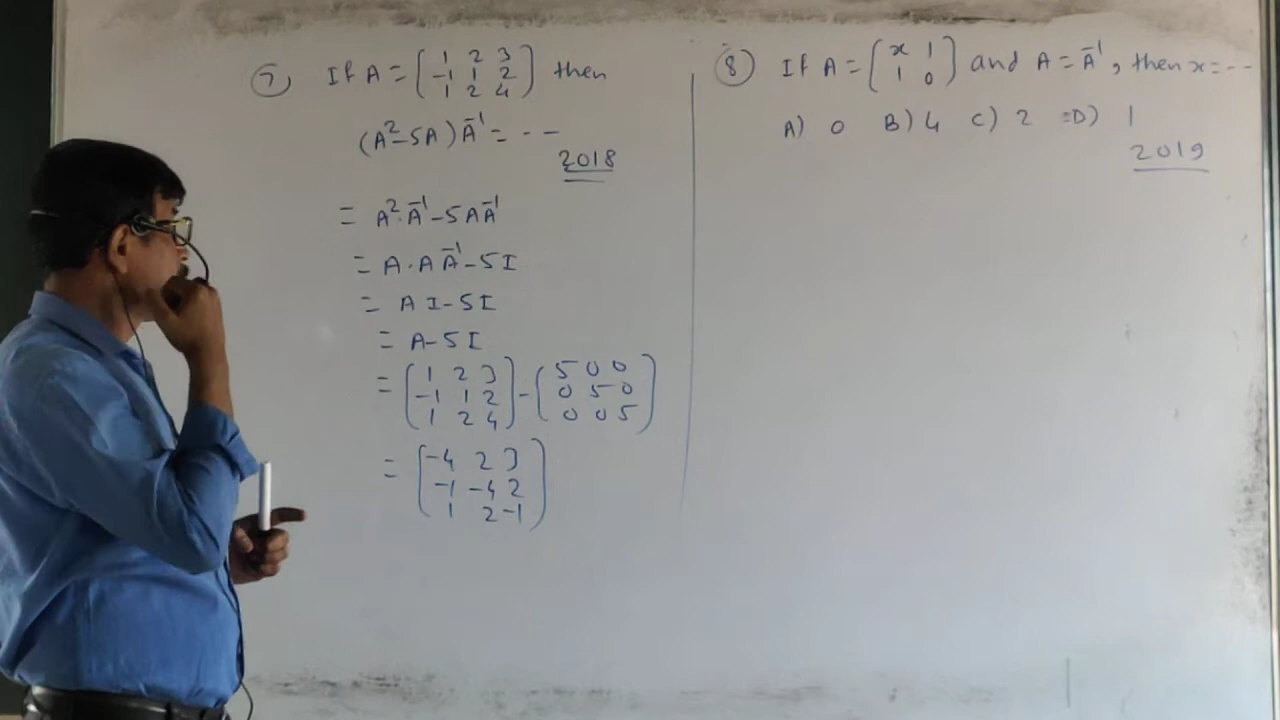 7) If A = [1 2 3
-1 1 2
1 2 4] then
(A²-5A)A⁻¹ = ---
2018
= A²·A⁻¹-5AA⁻¹
= A·AA⁻¹-5I
= AI-5I
= A-5I
= [1 2 3
-1 1 2
1 2 4] - [5 0 0
0 5 0
0 0 5]
= [-4 2 3
-1 -4 2
1 2 -1]
8) If A = [x 1
1 0] and A = A⁻¹, then x = ---
A) 0 B) 4 C) 2 D) 1
2019